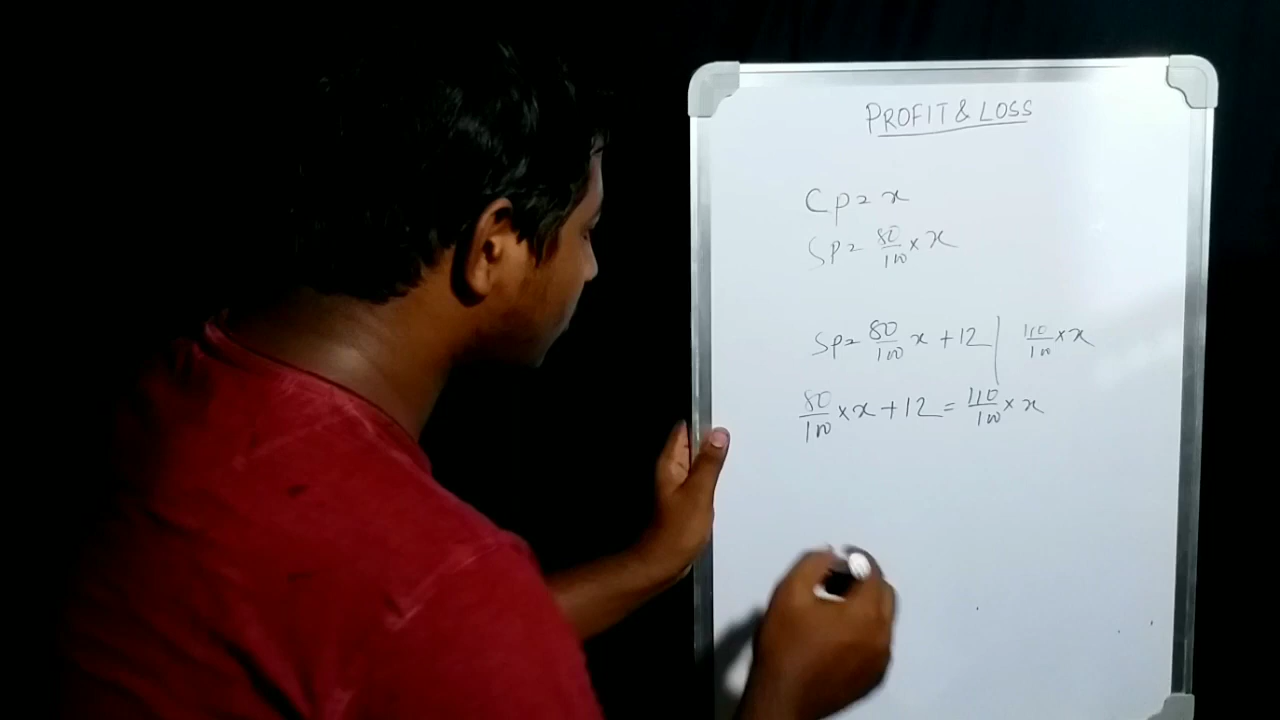 PROFIT & LOSS
CP = x
SP = 80/100 × x
SP = 80/100 x + 12 | 110/100 × x
80/100 × x + 12 = 110/100 × x